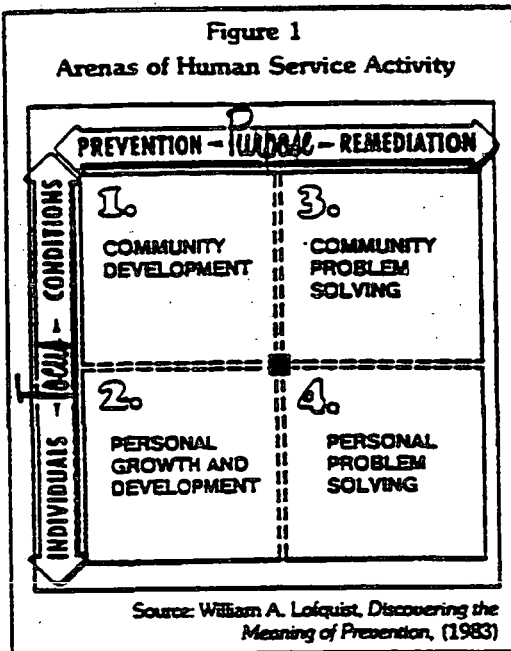 Figure 1
Arenas of Human Service Activity
PREVENTION - Purpose - REMEDIATION
CONDITIONS - Focus - INDIVIDUALS
1.
COMMUNITY
DEVELOPMENT
3.
COMMUNITY
PROBLEM
SOLVING
2.
PERSONAL
GROWTH AND
DEVELOPMENT
4.
PERSONAL
PROBLEM
SOLVING
Source: William A. Lofquist, Discovering the
Meaning of Prevention, (1983)